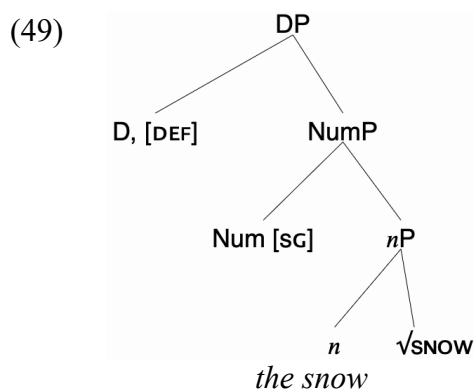 (49)
DP
D, [DEF] NumP
Num [SG] nP
n √SNOW
the snow